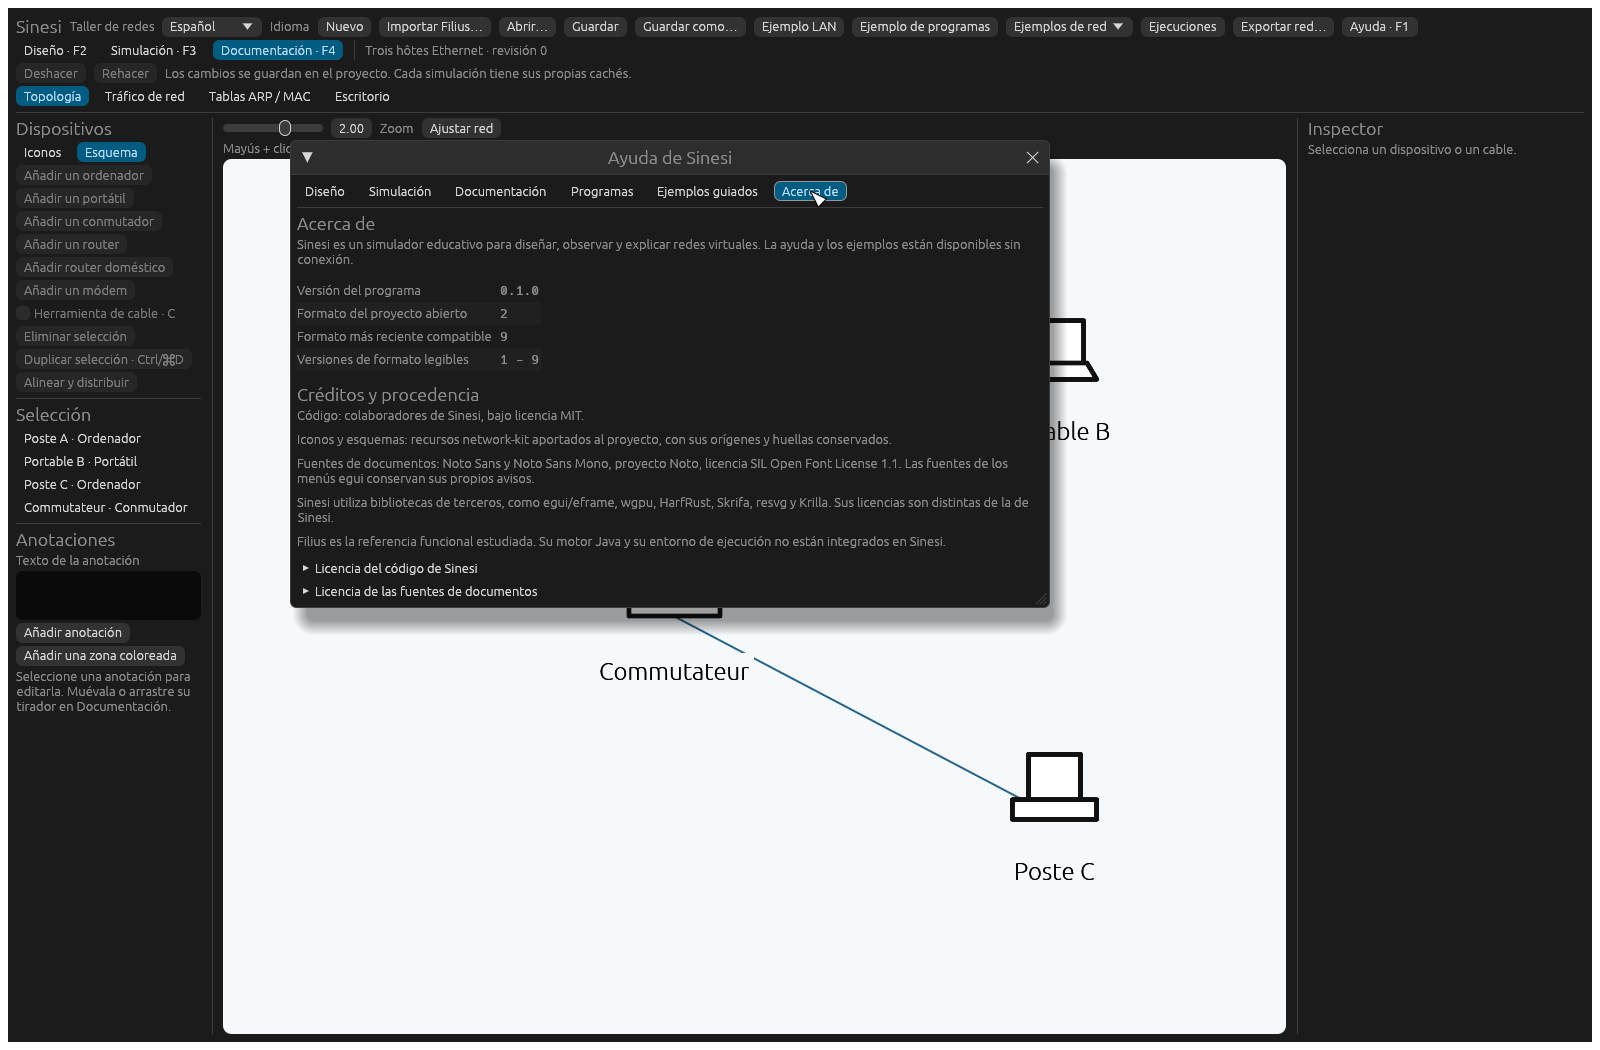 Sinesi Taller de redes Español Idioma Nuevo Importar Filius... Abrir... Guardar Guardar como... Ejemplo LAN Ejemplo de programas Ejemplos de red Ejecuciones Exportar red... Ayuda · F1
Diseño · F2 Simulación · F3 Documentación · F4 Trois hôtes Ethernet · revisión 0
Deshacer Rehacer Los cambios se guardan en el proyecto. Cada simulación tiene sus propias cachés.
Topología Tráfico de red Tablas ARP / MAC Escritorio
Dispositivos
Iconos Esquema
Añadir un ordenador
Añadir un portátil
Añadir un conmutador
Añadir un router
Añadir router doméstico
Añadir un módem
Herramienta de cable · C
Eliminar selección
Duplicar selección · Ctrl/⌘D
Alinear y distribuir
Selección
Poste A · Ordenador
Portable B · Portátil
Poste C · Ordenador
Commutateur · Conmutador
Anotaciones
Texto de la anotación
Añadir anotación
Añadir una zona coloreada
Seleccione una anotación para
editarla. Muévala o arrastre su
tirador en Documentación.
2.00 Zoom Ajustar red
Mayús + clic
Ayuda de Sinesi
Diseño Simulación Documentación Programas Ejemplos guiados Acerca de
Acerca de
Sinesi es un simulador educativo para diseñar, observar y explicar redes virtuales. La ayuda y los ejemplos están disponibles sin
conexión.
Versión del programa 0.1.0
Formato del proyecto abierto 2
Formato más reciente compatible 9
Versiones de formato legibles 1 – 9
Créditos y procedencia
Código: colaboradores de Sinesi, bajo licencia MIT.
Iconos y esquemas: recursos network-kit aportados al proyecto, con sus orígenes y huellas conservados.
Fuentes de documentos: Noto Sans y Noto Sans Mono, proyecto Noto, licencia SIL Open Font License 1.1. Las fuentes de los
menús egui conservan sus propios avisos.
Sinesi utiliza bibliotecas de terceros, como egui/eframe, wgpu, HarfRust, Skrifa, resvg y Krilla. Sus licencias son distintas de la de
Sinesi.
Filius es la referencia funcional estudiada. Su motor Java y su entorno de ejecución no están integrados en Sinesi.
Licencia del código de Sinesi
Licencia de las fuentes de documentos
able B
Commutateur
Poste C
Inspector
Selecciona un dispositivo o un cable.